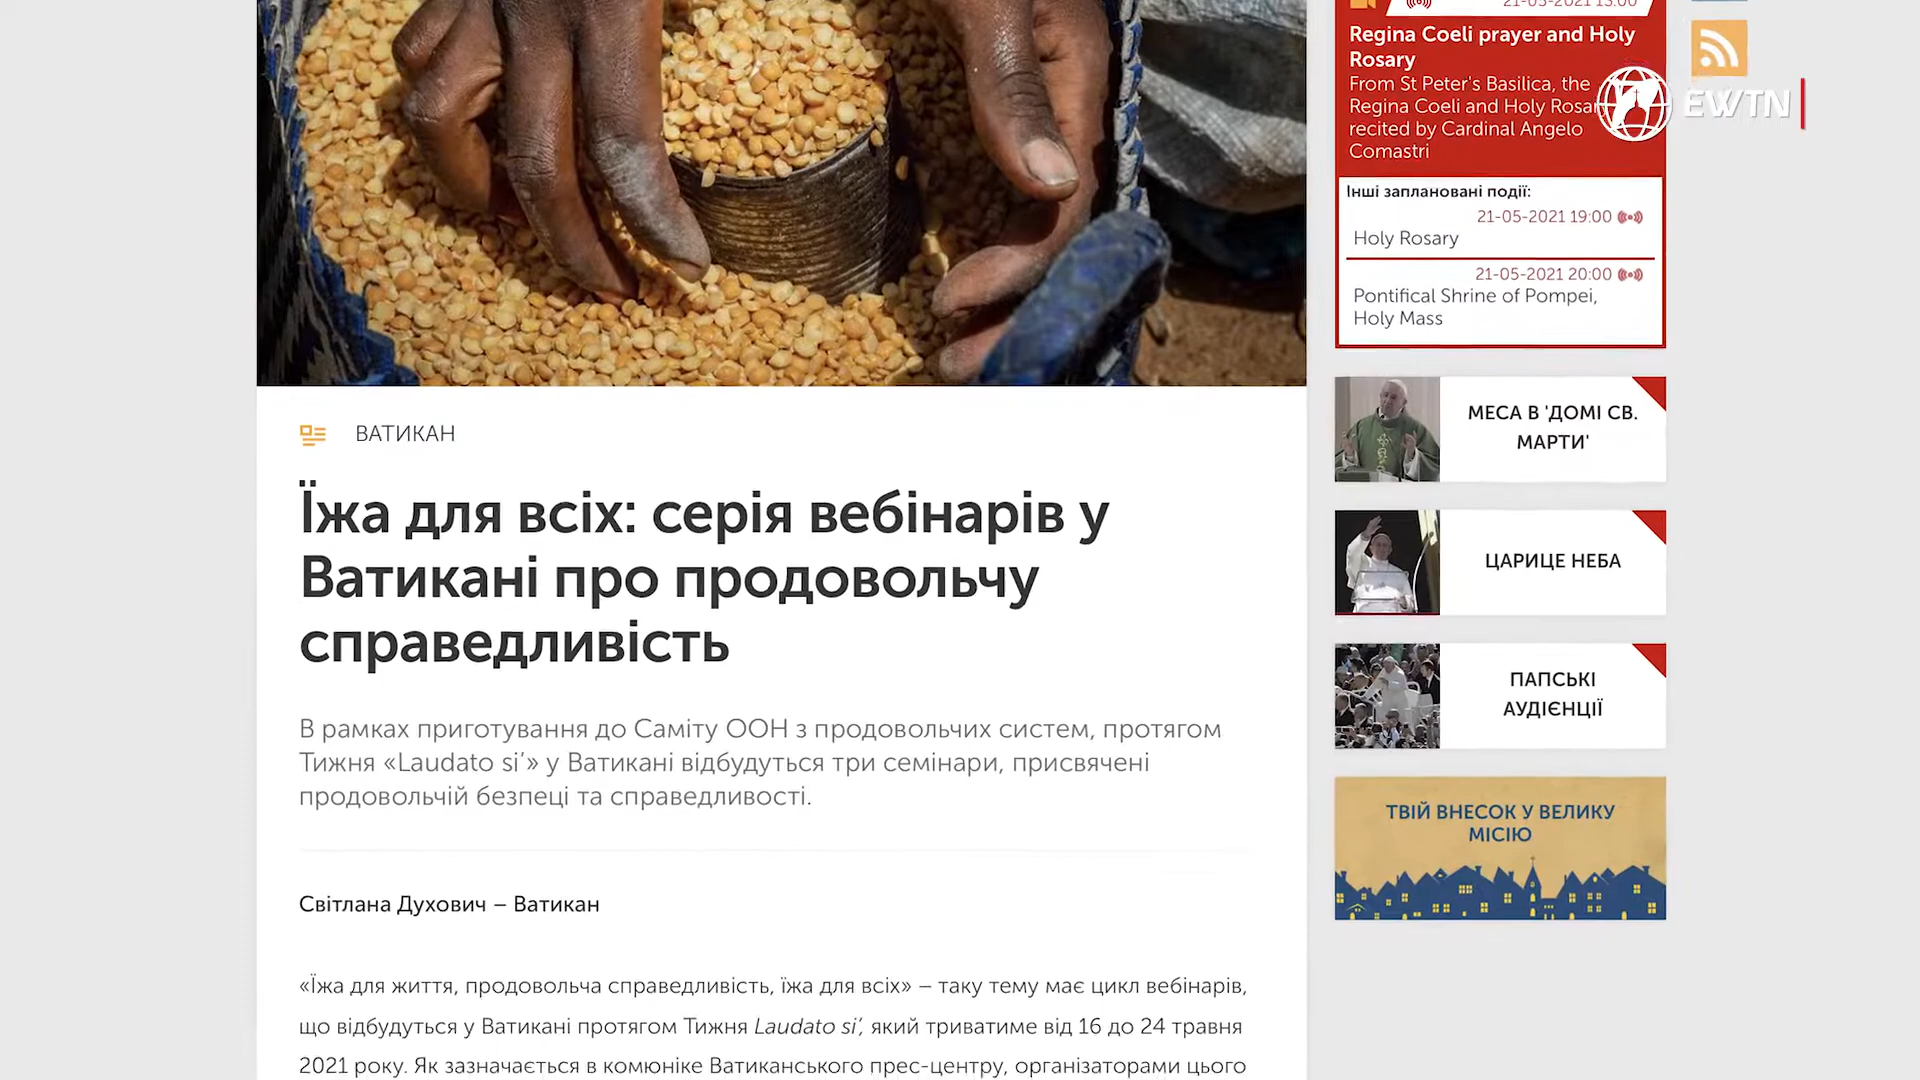 ВАТИКАН
Їжа для всіх: серія вебінарів у
Ватикані про продовольчу
справедливість
В рамках приготування до Саміту ООН з продовольчих систем, протягом
Тижня «Laudato si’» у Ватикані відбудуться три семінари, присвячені
продовольчій безпеці та справедливості.
Світлана Духович – Ватикан
«Їжа для життя, продовольча справедливість, їжа для всіх» – таку тему має цикл вебінарів,
що відбудуться у Ватикані протягом Тижня Laudato si’, який триватиме від 16 до 24 травня
2021 року. Як зазначається в комюніке Ватиканського прес-центру, організаторами цього
21-05-2021 13:00
Regina Coeli prayer and Holy
Rosary
From St Peter's Basilica, the
Regina Coeli and Holy Rosary
recited by Cardinal Angelo
Comastri
EWTN
Інші заплановані події:
21-05-2021 19:00
Holy Rosary
21-05-2021 20:00
Pontifical Shrine of Pompei,
Holy Mass
МЕСА В 'ДОМІ СВ.
МАРТИ'
ЦАРИЦЕ НЕБА
ПАПСЬКІ
АУДІЄНЦІЇ
ТВІЙ ВНЕСОК У ВЕЛИКУ
МІСІЮ